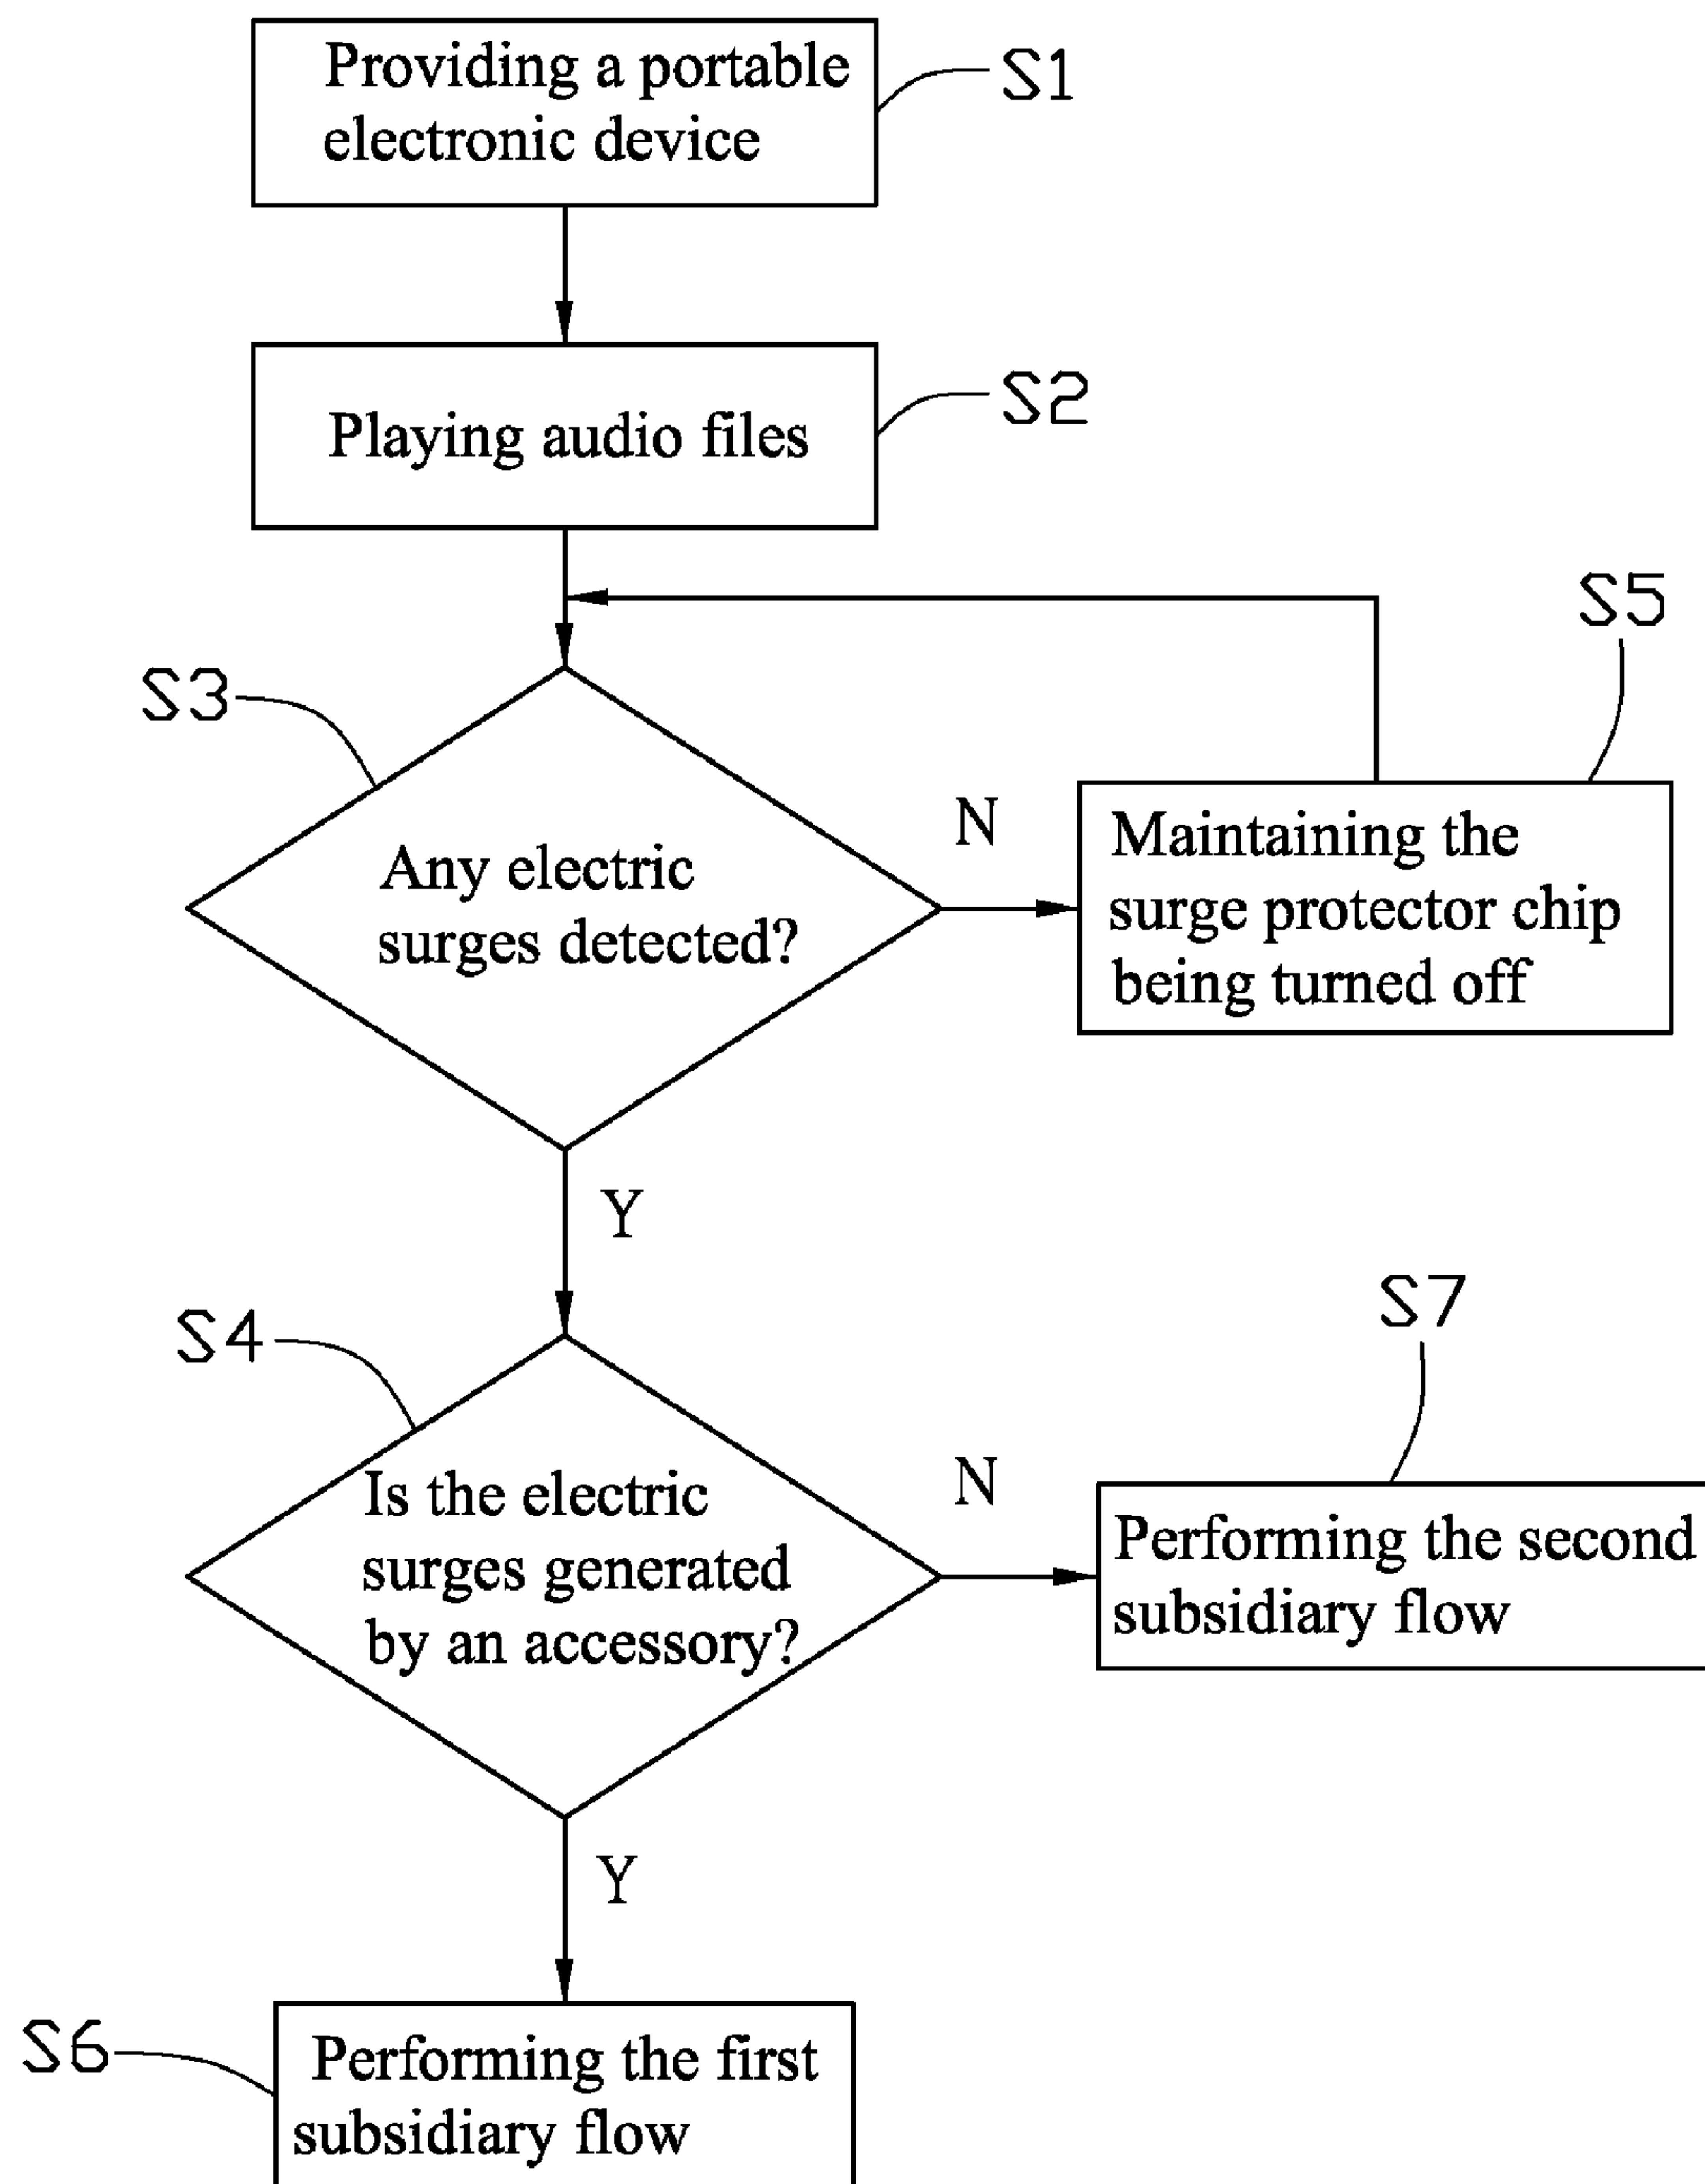 Providing a portable
electronic device
S1
Playing audio files
S2
S5
S3
Any electric
surges detected?
N
Maintaining the
surge protector chip
being turned off
Y
S4
S7
Is the electric
surges generated
by an accessory?
N
Performing the second
subsidiary flow
Y
S6
Performing the first
subsidiary flow